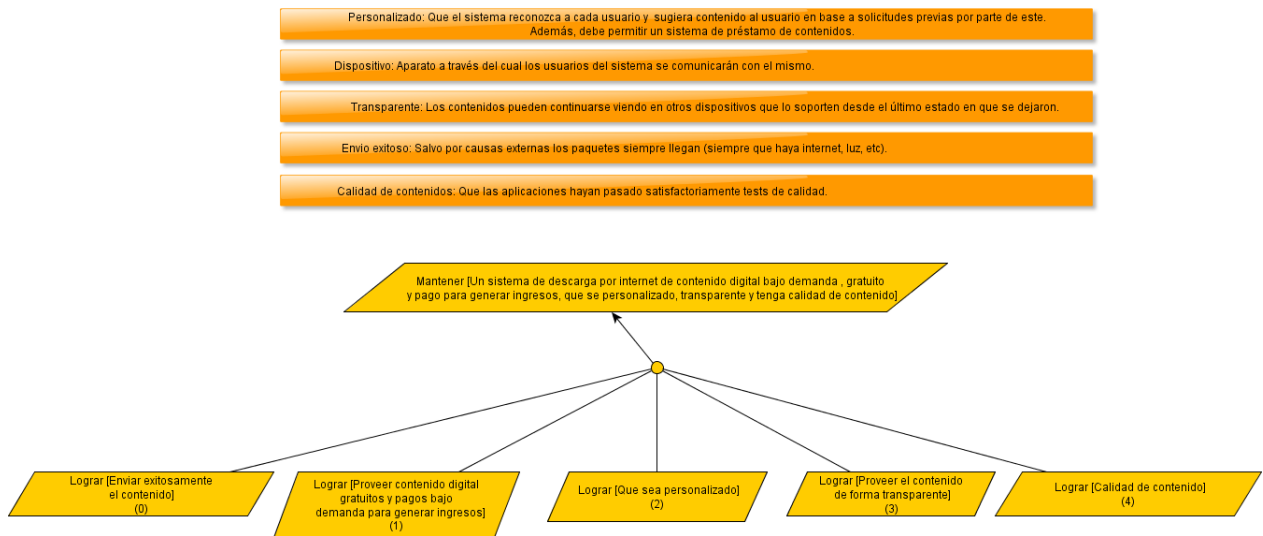 Personalizado: Que el sistema reconozca a cada usuario y sugiera contenido al usuario en base a solicitudes previas por parte de este.
Además, debe permitir un sistema de préstamo de contenidos.
Dispositivo: Aparato a través del cual los usuarios del sistema se comunicarán con el mismo.
Transparente: Los contenidos pueden continuarse viendo en otros dispositivos que lo soporten desde el último estado en que se dejaron.
Envio exitoso: Salvo por causas externas los paquetes siempre llegan (siempre que haya internet, luz, etc).
Calidad de contenidos: Que las aplicaciones hayan pasado satisfactoriamente tests de calidad.
Mantener [Un sistema de descarga por internet de contenido digital bajo demanda , gratuito
y pago para generar ingresos, que se personalizado, transparente y tenga calidad de contenido]
Lograr [Enviar exitosamente
el contenido]
(0)
Lograr [Proveer contenido digital
gratuitos y pagos bajo
demanda para generar ingresos]
(1)
Lograr [Que sea personalizado]
(2)
Lograr [Proveer el contenido
de forma transparente]
(3)
Lograr [Calidad de contenido]
(4)